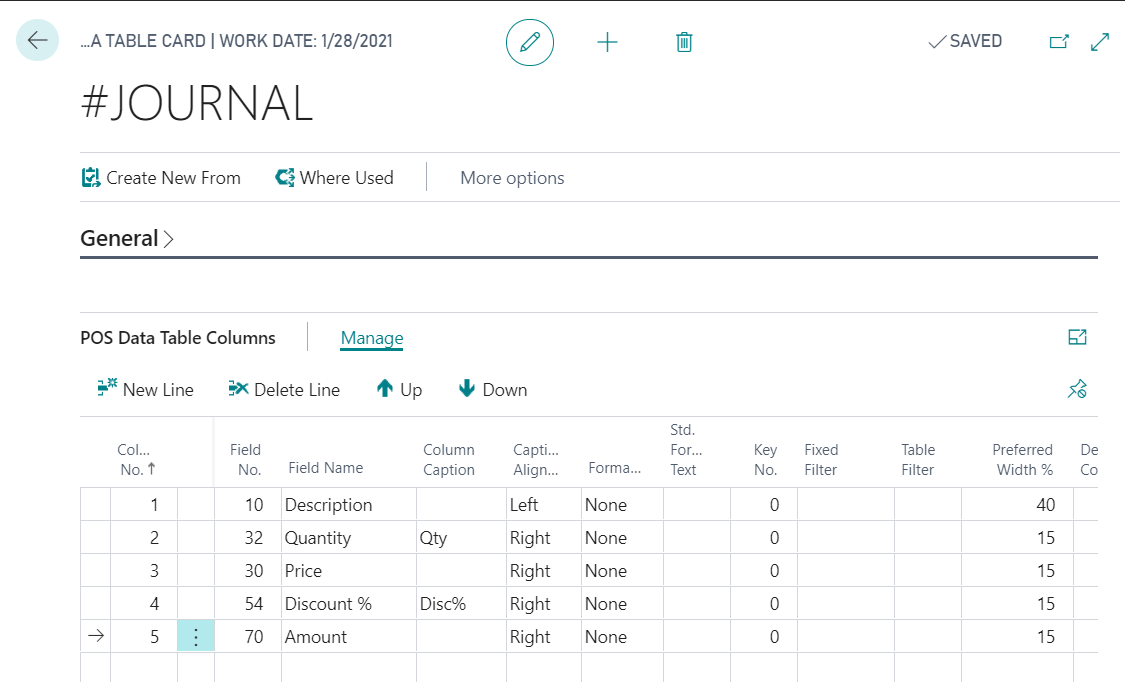 ...A TABLE CARD | WORK DATE: 1/28/2021 SAVED
#JOURNAL
Create New From Where Used More options
General
POS Data Table Columns Manage
New Line Delete Line Up Down
Col... No. Field No. Field Name Column Caption Capti... Align... Forma... Std. For... Text Key No. Fixed Filter Table Filter Preferred Width % De Co
1 10 Description Left None 0 40
2 32 Quantity Qty Right None 0 15
3 30 Price Right None 0 15
4 54 Discount % Disc% Right None 0 15
5 70 Amount Right None 0 15